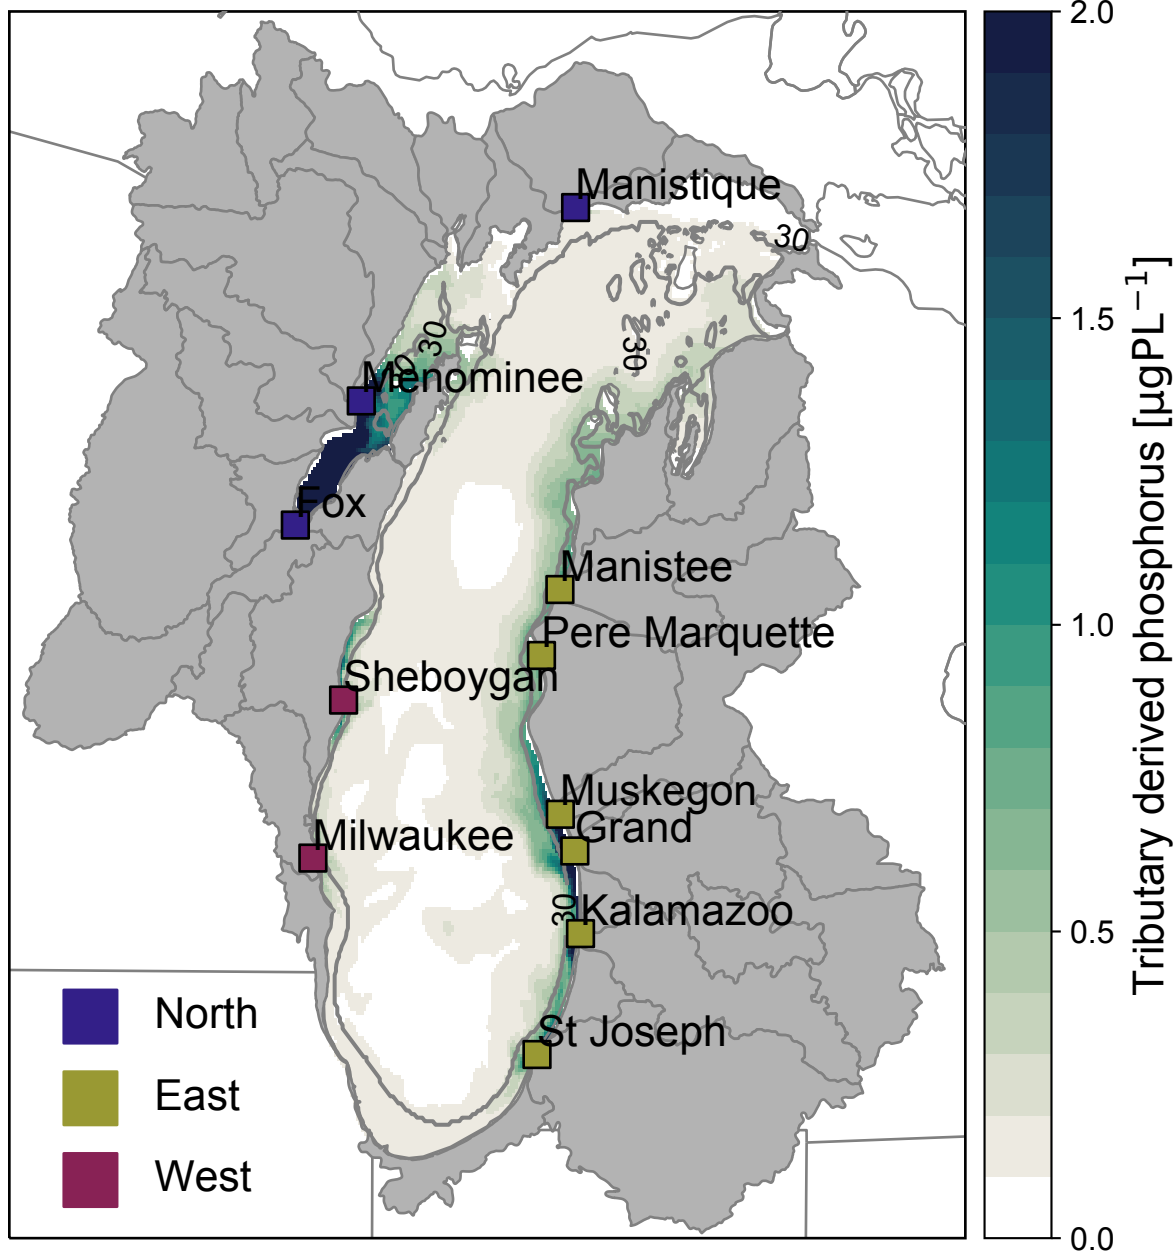 2.0
Manistique
30
1.5
30
30
30
Menominee
Fox
Manistee
Pere Marquette
1.0
Sheboygan
Muskegon
Grand
Milwaukee
30
Kalamazoo
0.5
North
St Joseph
East
West
0.0
Tributary derived phosphorus [µgPL⁻¹]